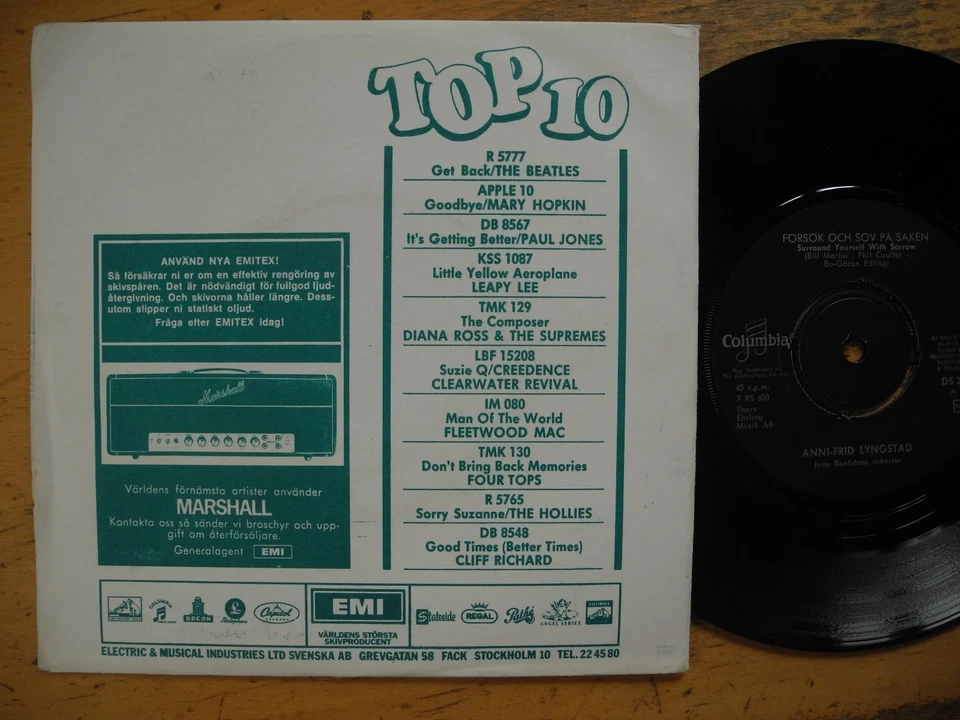 TOP 10
R 5777
Get Back/THE BEATLES
APPLE 10
Goodbye/MARY HOPKIN
DB 8567
It's Getting Better/PAUL JONES
KSS 1087
Little Yellow Aeroplane
LEAPY LEE
TMK 129
The Composer
DIANA ROSS & THE SUPREMES
LBF 15208
Suzie Q/CREEDENCE
CLEARWATER REVIVAL
IM 080
Man Of The World
FLEETWOOD MAC
TMK 130
Don't Bring Back Memories
FOUR TOPS
R 5765
Sorry Suzanne/THE HOLLIES
DB 8548
Good Times (Better Times)
CLIFF RICHARD
ANVÄND NYA EMITEX!
Så försäkrar ni er om en effektiv rengöring av
skivspåren. Det är nödvändigt för fullgod ljud-
återgivning. Och skivorna håller längre. Dess-
utom slipper ni statiskt oljud.
Fråga efter EMITEX idag!
Marshall
Världens förnämsta artister använder
MARSHALL
Kontakta oss så sänder vi broschyr och upp-
gift om återförsäljare.
Generalagent EMI
COLUMBIA
ODEON
Capitol
EMI
VÄRLDENS STÖRSTA
SKIVPRODUCENT
Stateside
REGAL
Pathé
ANGEL SERIES
ELECTRIC & MUSICAL INDUSTRIES LTD SVENSKA AB GREVGATAN 58 FACK STOCKHOLM 10 TEL. 22 45 80
FÖRSÖK OCH SOV PÅ SAKEN
Surround Yourself With Sorrow
(Bill Martin - Phil Coulter -
Bo-Göran Edling)
Columbia
45 r.p.m.
7 XS 600
Thore
Ehrling
Musik AB
DS 2
ANNI-FRID LYNGSTAD